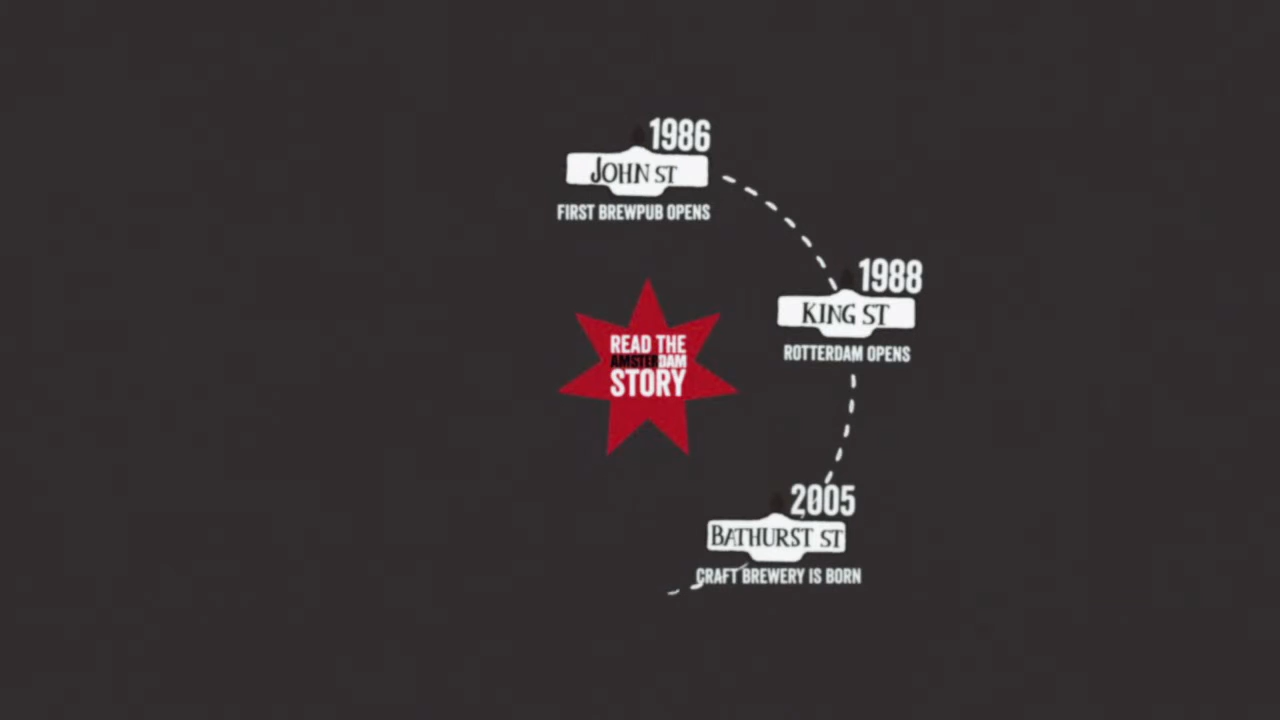 1986
JOHN ST
FIRST BREWPUB OPENS
1988
KING ST
ROTTERDAM OPENS
READ THE
AMSTERDAM
STORY
2005
BATHURST ST
CRAFT BREWERY IS BORN